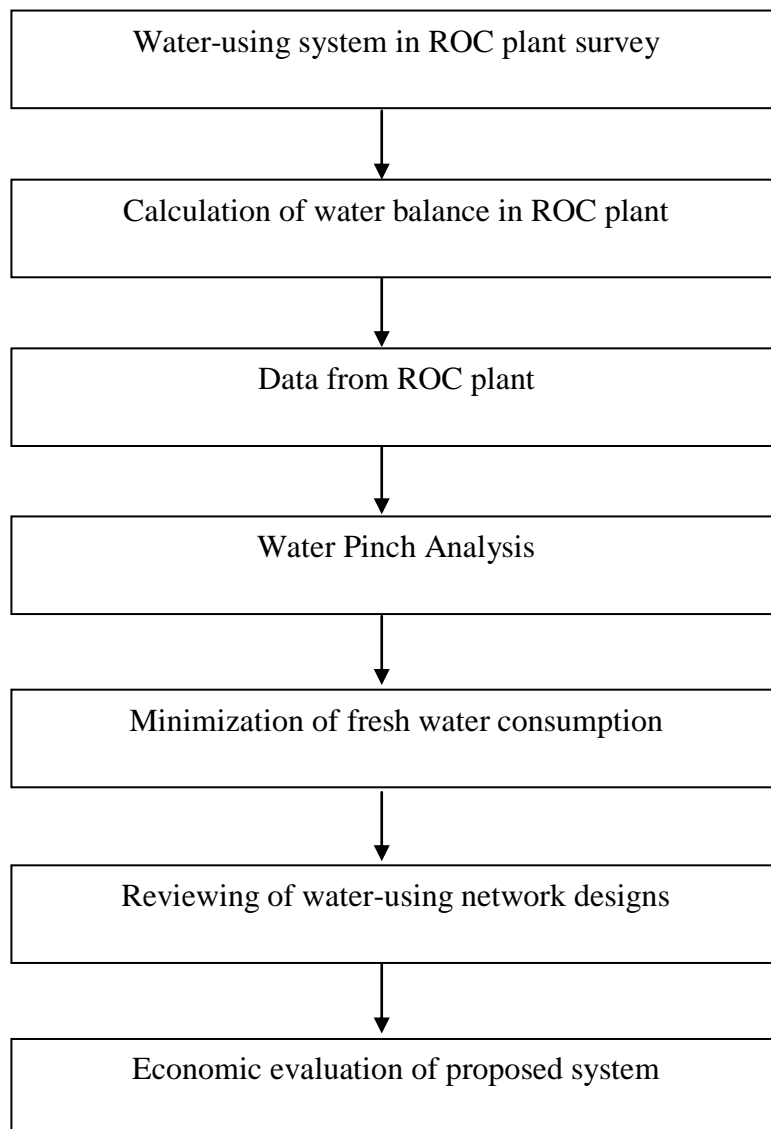 Water-using system in ROC plant survey
Calculation of water balance in ROC plant
Data from ROC plant
Water Pinch Analysis
Minimization of fresh water consumption
Reviewing of water-using network designs
Economic evaluation of proposed system